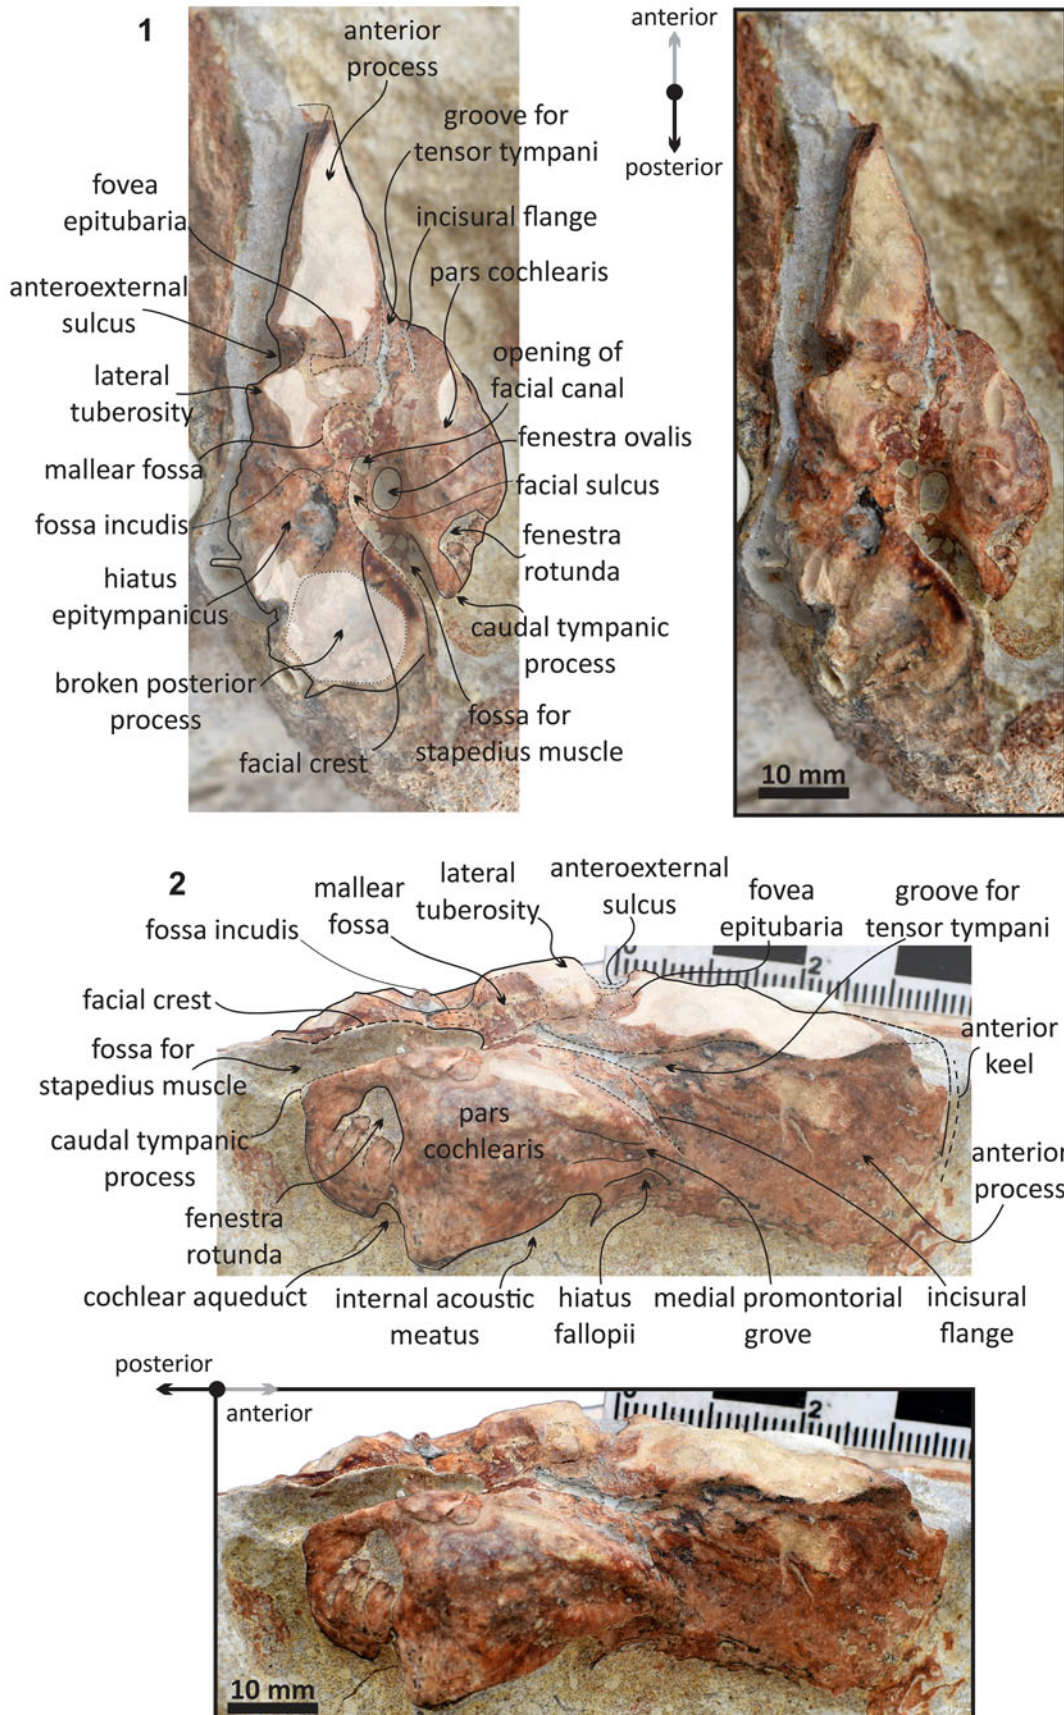 1
anterior
process
groove for
tensor tympani
fovea
epitubaria
incisural flange
anteroexternal
sulcus
pars cochlearis
lateral
tuberosity
opening of
facial canal
mallear fossa
fenestra ovalis
fossa incudis
facial sulcus
hiatus
epitympanicus
fenestra
rotunda
caudal tympanic
process
broken posterior
process
fossa for
stapedius muscle
facial crest
anterior
posterior
10 mm
2
fossa incudis
mallear
fossa
lateral
tuberosity
anteroexternal
sulcus
fovea
epitubaria
groove for
tensor tympani
facial crest
fossa for
stapedius muscle
caudal tympanic
process
fenestra
rotunda
pars
cochlearis
anterior
keel
anterior
process
cochlear aqueduct
internal acoustic
meatus
hiatus
fallopii
medial promontorial
grove
incisural
flange
0
2
posterior
anterior
0
2
10 mm